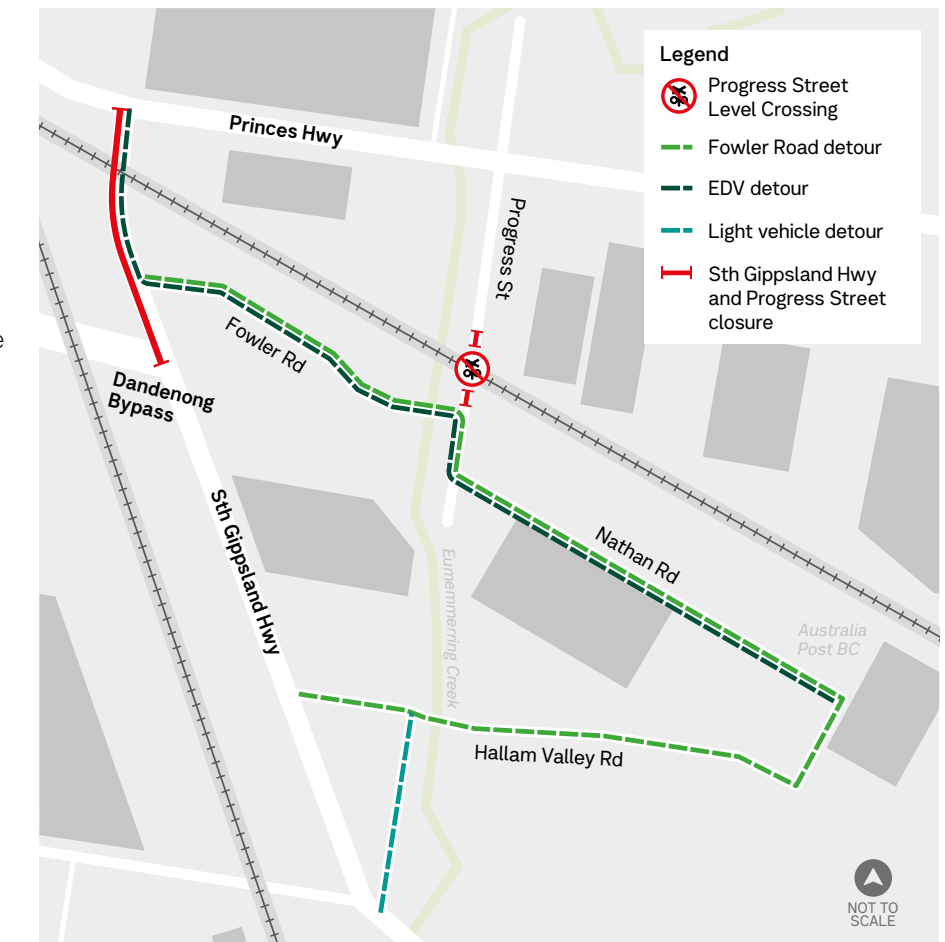 Princes Hwy
Legend
Progress Street
Level Crossing
Fowler Road detour
EDV detour
Light vehicle detour
Sth Gippsland Hwy
and Progress Street
closure
Progress St
e
Fowler Rd
Dandenong
Bypass
Sth Gippsland Hwy
Nathan Rd
Eumemmerring Creek
Australia
Post BC
Hallam Valley Rd
NOT TO
SCALE